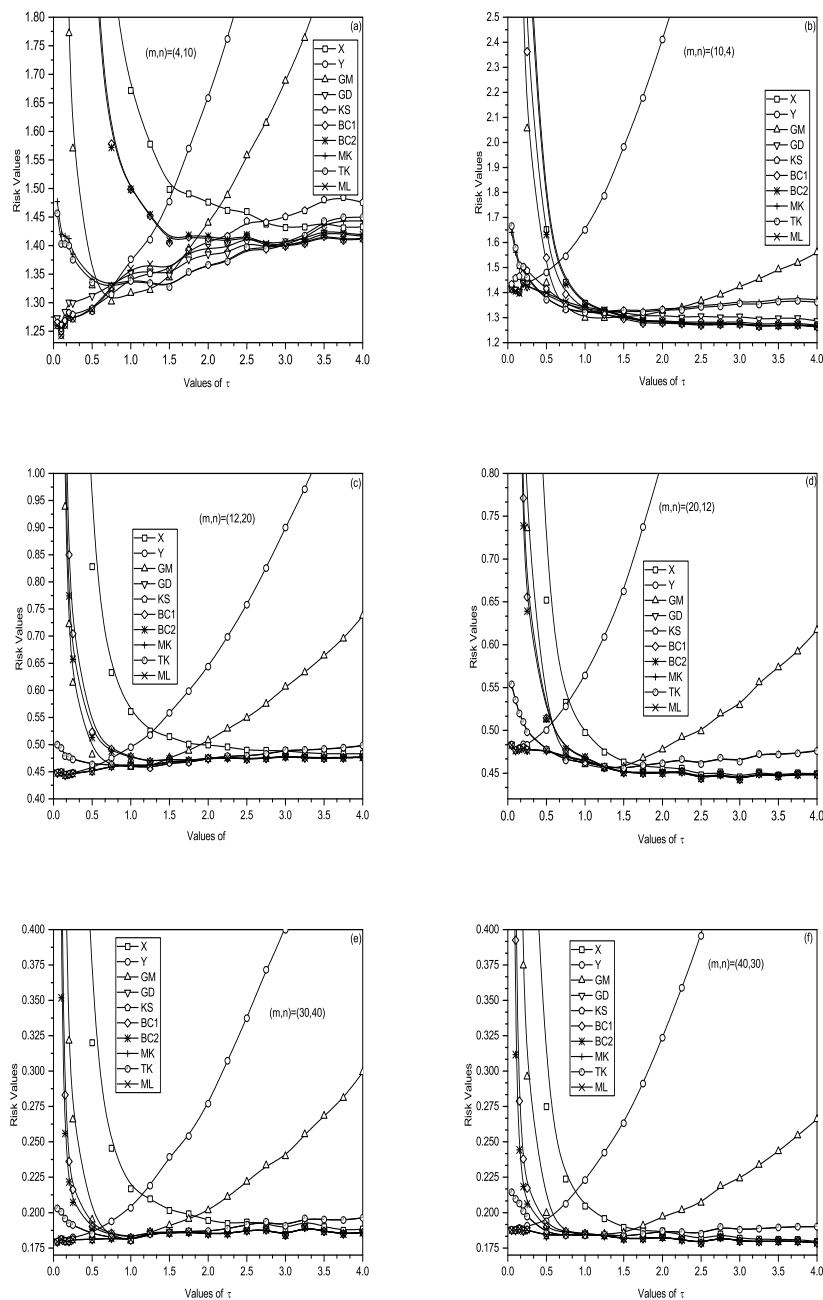 1.80
1.75
1.70
1.65
1.60
1.55
1.50
1.45
1.40
1.35
1.30
1.25
Risk Values
(a)
(m,n)=(4,10)
X
Y
GM
GD
KS
BC1
BC2
MK
TK
ML
0.0 0.5 1.0 1.5 2.0 2.5 3.0 3.5 4.0
Values of τ
2.5
2.4
2.3
2.2
2.1
2.0
1.9
1.8
1.7
1.6
1.5
1.4
1.3
1.2
Risk Values
(b)
(m,n)=(10,4)
X
Y
GM
GD
KS
BC1
BC2
MK
TK
ML
0.0 0.5 1.0 1.5 2.0 2.5 3.0 3.5 4.0
Values of τ
1.00
0.95
0.90
0.85
0.80
0.75
0.70
0.65
0.60
0.55
0.50
0.45
0.40
Risk Values
(c)
(m,n)=(12,20)
X
Y
GM
GD
KS
BC1
BC2
MK
TK
ML
0.0 0.5 1.0 1.5 2.0 2.5 3.0 3.5 4.0
Values of
0.80
0.75
0.70
0.65
0.60
0.55
0.50
0.45
Risk Values
(d)
(m,n)=(20,12)
X
Y
GM
GD
KS
BC1
BC2
MK
TK
ML
0.0 0.5 1.0 1.5 2.0 2.5 3.0 3.5 4.0
Values of τ
0.400
0.375
0.350
0.325
0.300
0.275
0.250
0.225
0.200
0.175
Risk Values
(e)
(m,n)=(30,40)
X
Y
GM
GD
KS
BC1
BC2
MK
TK
ML
0.0 0.5 1.0 1.5 2.0 2.5 3.0 3.5 4.0
Values of τ
0.400
0.375
0.350
0.325
0.300
0.275
0.250
0.225
0.200
0.175
Risk Values
(f)
(m,n)=(40,30)
X
Y
GM
GD
KS
BC1
BC2
MK
TK
ML
0.0 0.5 1.0 1.5 2.0 2.5 3.0 3.5 4.0
Values of τ